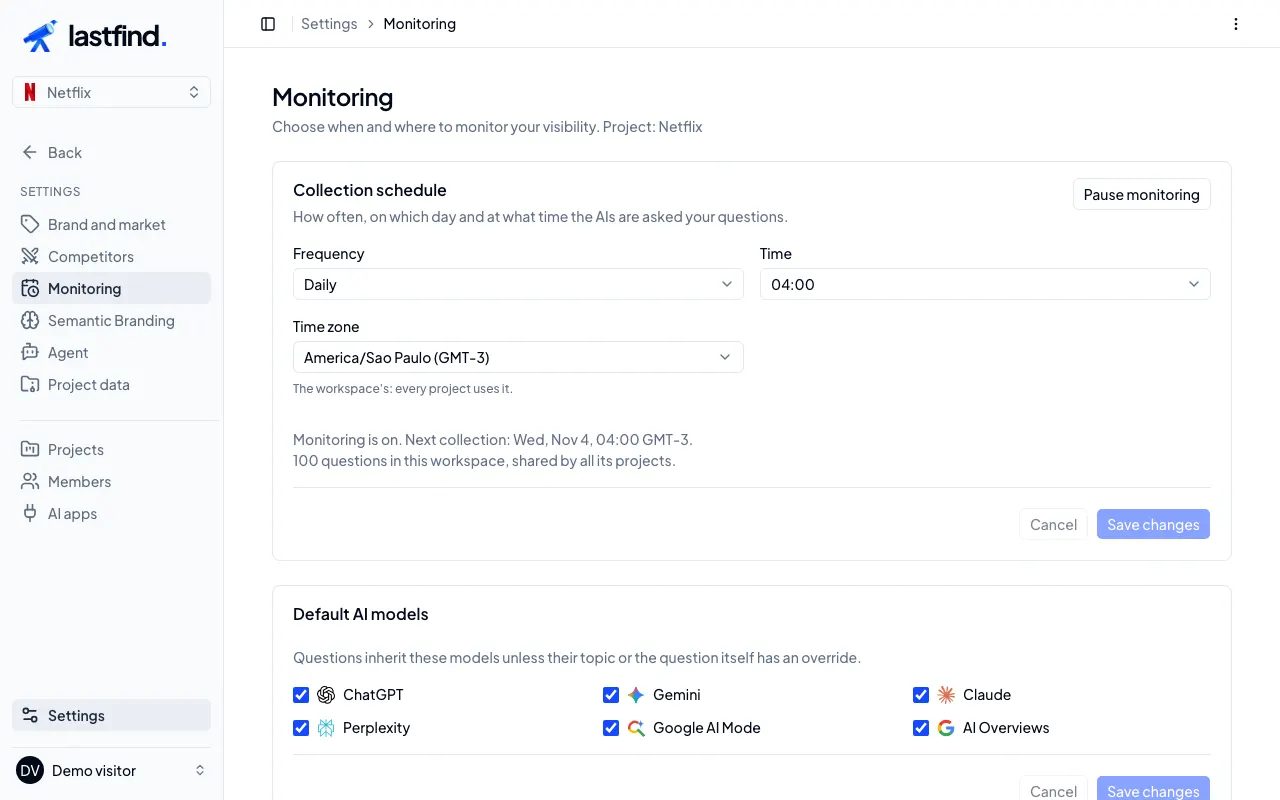 lastfind.
Netflix
Back
SETTINGS
Brand and market
Competitors
Monitoring
Semantic Branding
Agent
Project data
Projects
Members
AI apps
Settings
DV Demo visitor
Settings > Monitoring
Monitoring
Choose when and where to monitor your visibility. Project: Netflix
Collection schedule
Pause monitoring
How often, on which day and at what time the AIs are asked your questions.
Frequency
Time
Daily
04:00
Time zone
America/Sao Paulo (GMT-3)
The workspace's: every project uses it.
Monitoring is on. Next collection: Wed, Nov 4, 04:00 GMT-3.
100 questions in this workspace, shared by all its projects.
Cancel
Save changes
Default AI models
Questions inherit these models unless their topic or the question itself has an override.
ChatGPT
Gemini
Claude
Perplexity
Google AI Mode
AI Overviews
Cancel
Save changes